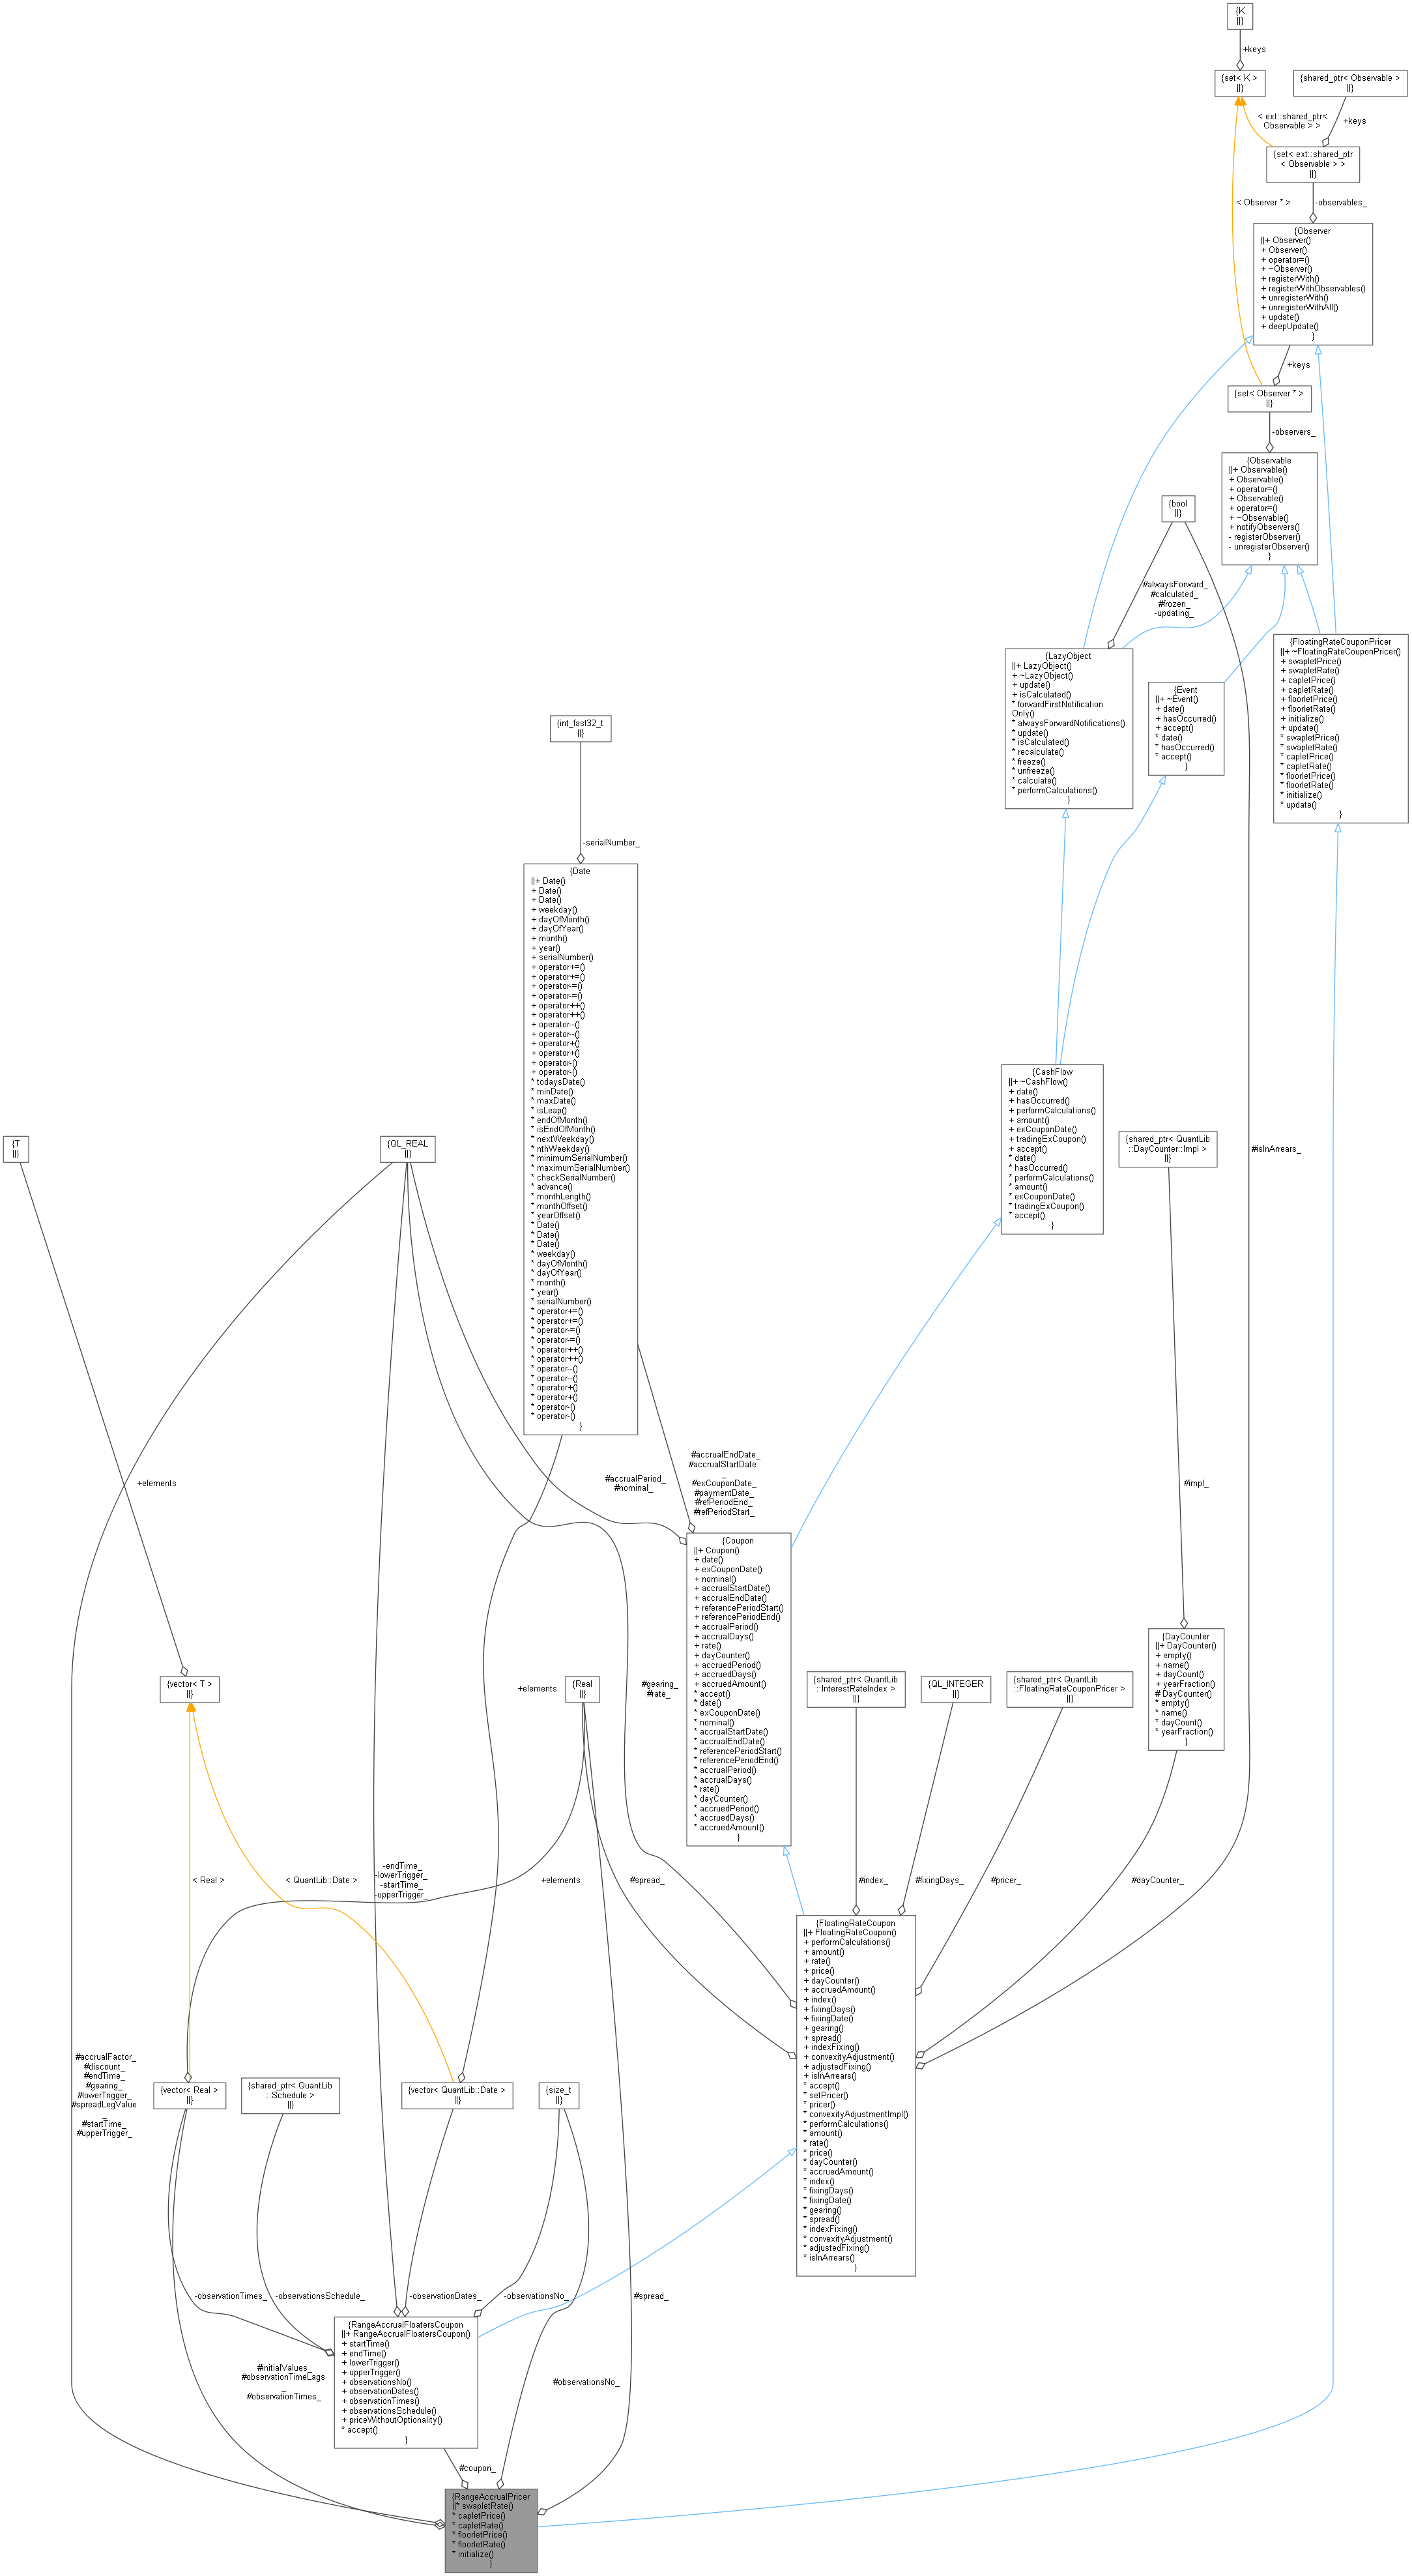 {K
||}
+keys
{set< K >
||}
{shared_ptr< Observable >
||}
< ext::shared_ptr<
Observable > >
+keys
{set< ext::shared_ptr
< Observable > >
||}
< Observer * >
-observables_
{Observer
||+ Observer()
+ Observer()
+ operator=()
+ ~Observer()
+ registerWith()
+ registerWithObservables()
+ unregisterWith()
+ unregisterWithAll()
+ update()
+ deepUpdate()
}
+keys
{set< Observer * >
||}
-observers_
{Observable
||+ Observable()
+ Observable()
+ operator=()
+ Observable()
+ operator=()
+ ~Observable()
+ notifyObservers()
- registerObserver()
- unregisterObserver()
}
{bool
||}
#alwaysForward_
#calculated_
#frozen_
-updating_
{LazyObject
||+ LazyObject()
+ ~LazyObject()
+ update()
+ isCalculated()
* forwardFirstNotification
Only()
* alwaysForwardNotifications()
* update()
* isCalculated()
* recalculate()
* freeze()
* unfreeze()
* calculate()
* performCalculations()
}
{Event
||+ ~Event()
+ date()
+ hasOccurred()
+ accept()
* date()
* hasOccurred()
* accept()
}
{FloatingRateCouponPricer
||+ ~FloatingRateCouponPricer()
+ swapletPrice()
+ swapletRate()
+ capletPrice()
+ capletRate()
+ floorletPrice()
+ floorletRate()
+ initialize()
+ update()
* swapletPrice()
* swapletRate()
* capletPrice()
* capletRate()
* floorletPrice()
* floorletRate()
* initialize()
* update()
}
{int_fast32_t
||}
-serialNumber_
{Date
||+ Date()
+ Date()
+ Date()
+ weekday()
+ dayOfMonth()
+ dayOfYear()
+ month()
+ year()
+ serialNumber()
+ operator+=()
+ operator+=()
+ operator-=()
+ operator-=()
+ operator++()
+ operator++()
+ operator--()
+ operator--()
+ operator+()
+ operator+()
+ operator-()
+ operator-()
* todaysDate()
* minDate()
* maxDate()
* isLeap()
* endOfMonth()
* isEndOfMonth()
* nextWeekday()
* nthWeekday()
* minimumSerialNumber()
* maximumSerialNumber()
* checkSerialNumber()
* advance()
* monthLength()
* monthOffset()
* yearOffset()
* Date()
* Date()
* Date()
* weekday()
* dayOfMonth()
* dayOfYear()
* month()
* year()
* serialNumber()
* operator+=()
* operator+=()
* operator-=()
* operator-=()
* operator++()
* operator++()
* operator--()
* operator--()
* operator+()
* operator+()
* operator-()
* operator-()
}
{CashFlow
||+ ~CashFlow()
+ date()
+ hasOccurred()
+ performCalculations()
+ amount()
+ exCouponDate()
+ tradingExCoupon()
+ accept()
* date()
* hasOccurred()
* performCalculations()
* amount()
* exCouponDate()
* tradingExCoupon()
* accept()
}
{T
||}
{QL_REAL
||}
{shared_ptr< QuantLib
::DayCounter::Impl >
||}
#isInArrears_
+elements
#accrualPeriod_
#nominal_
#accrualEndDate_
#accrualStartDate
_
#exCouponDate_
#paymentDate_
#refPeriodEnd_
#refPeriodStart_
#impl_
{Coupon
||+ Coupon()
+ date()
+ exCouponDate()
+ nominal()
+ accrualStartDate()
+ accrualEndDate()
+ referencePeriodStart()
+ referencePeriodEnd()
+ accrualPeriod()
+ accrualDays()
+ rate()
+ dayCounter()
+ accruedPeriod()
+ accruedDays()
+ accruedAmount()
* accept()
* date()
* exCouponDate()
* nominal()
* accrualStartDate()
* accrualEndDate()
* referencePeriodStart()
* referencePeriodEnd()
* accrualPeriod()
* accrualDays()
* rate()
* dayCounter()
* accruedPeriod()
* accruedDays()
* accruedAmount()
}
{DayCounter
||+ DayCounter()
+ empty()
+ name()
+ dayCount()
+ yearFraction()
# DayCounter()
* empty()
* name()
* dayCount()
* yearFraction()
}
{vector< T >
||}
+elements
{Real
||}
#gearing_
#rate_
{shared_ptr< QuantLib
::InterestRateIndex >
||}
{QL_INTEGER
||}
{shared_ptr< QuantLib
::FloatingRateCouponPricer >
||}
< Real >
< QuantLib::Date >
-endTime_
-lowerTrigger_
-startTime_
-upperTrigger_
+elements
#spread_
#index_
#fixingDays_
#pricer_
#dayCounter_
{FloatingRateCoupon
||+ FloatingRateCoupon()
+ performCalculations()
+ amount()
+ rate()
+ price()
+ dayCounter()
+ accruedAmount()
+ index()
+ fixingDays()
+ fixingDate()
+ gearing()
+ spread()
+ indexFixing()
+ convexityAdjustment()
+ adjustedFixing()
+ isInArrears()
* accept()
* setPricer()
* pricer()
* convexityAdjustmentImpl()
* performCalculations()
* amount()
* rate()
* price()
* dayCounter()
* accruedAmount()
* index()
* fixingDays()
* fixingDate()
* gearing()
* spread()
* indexFixing()
* convexityAdjustment()
* adjustedFixing()
* isInArrears()
}
#accrualFactor_
#discount_
#endTime_
#gearing_
#lowerTrigger_
#spreadLegValue
_
#startTime_
#upperTrigger_
{vector< Real >
||}
{shared_ptr< QuantLib
::Schedule >
||}
{vector< QuantLib::Date >
||}
{size_t
||}
-observationTimes_
-observationsSchedule_
-observationDates_
-observationsNo_
#spread_
{RangeAccrualFloatersCoupon
||+ RangeAccrualFloatersCoupon()
+ startTime()
+ endTime()
+ lowerTrigger()
+ upperTrigger()
+ observationsNo()
+ observationDates()
+ observationTimes()
+ observationsSchedule()
+ priceWithoutOptionality()
* accept()
}
#initialValues_
#observationTimeLags
_
#observationTimes_
#observationsNo_
#coupon_
{RangeAccrualPricer
||* swapletRate()
* capletPrice()
* capletRate()
* floorletPrice()
* floorletRate()
* initialize()
}